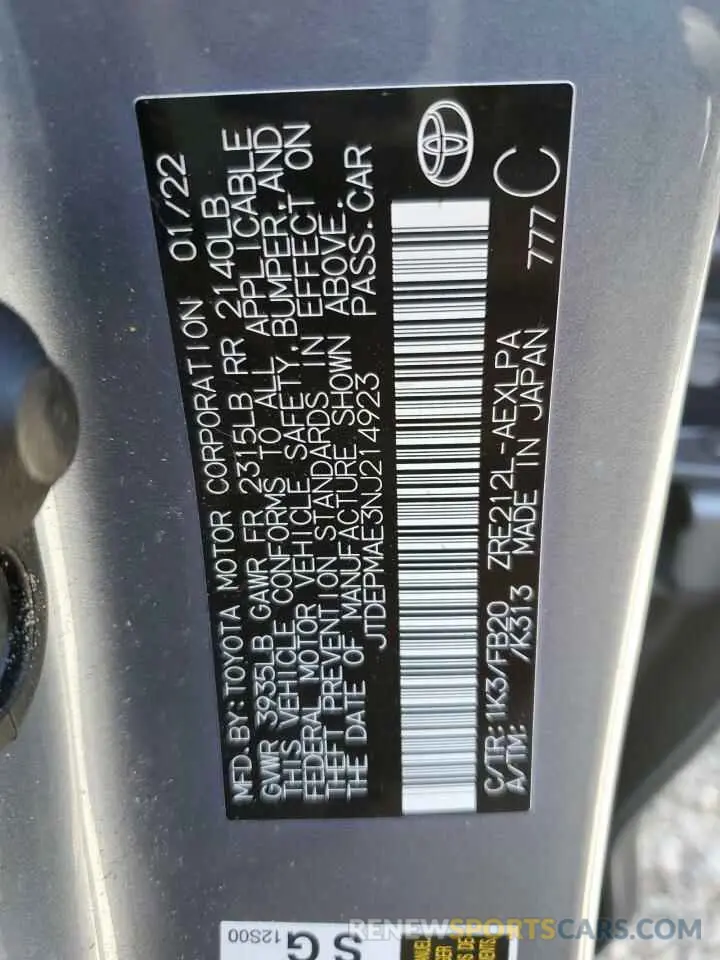 MFD. BY: TOYOTA MOTOR CORPORATION 01/22
GVWR 3935LB GAWR FR 2315LB RR 2140LB
THIS VEHICLE CONFORMS TO ALL APPLICABLE
FEDERAL MOTOR VEHICLE SAFETY, BUMPER, AND
THEFT PREVENTION STANDARDS IN EFFECT ON
THE DATE OF MANUFACTURE SHOWN ABOVE.
JTDEPMAE3NJ214923 PASS. CAR
C/TR: 1K3/FB20 ZRE212L-AEXLPA 777 C
A/TM: /K313 MADE IN JAPAN
12S00
SG
RENEWSPORTSCARS.COM